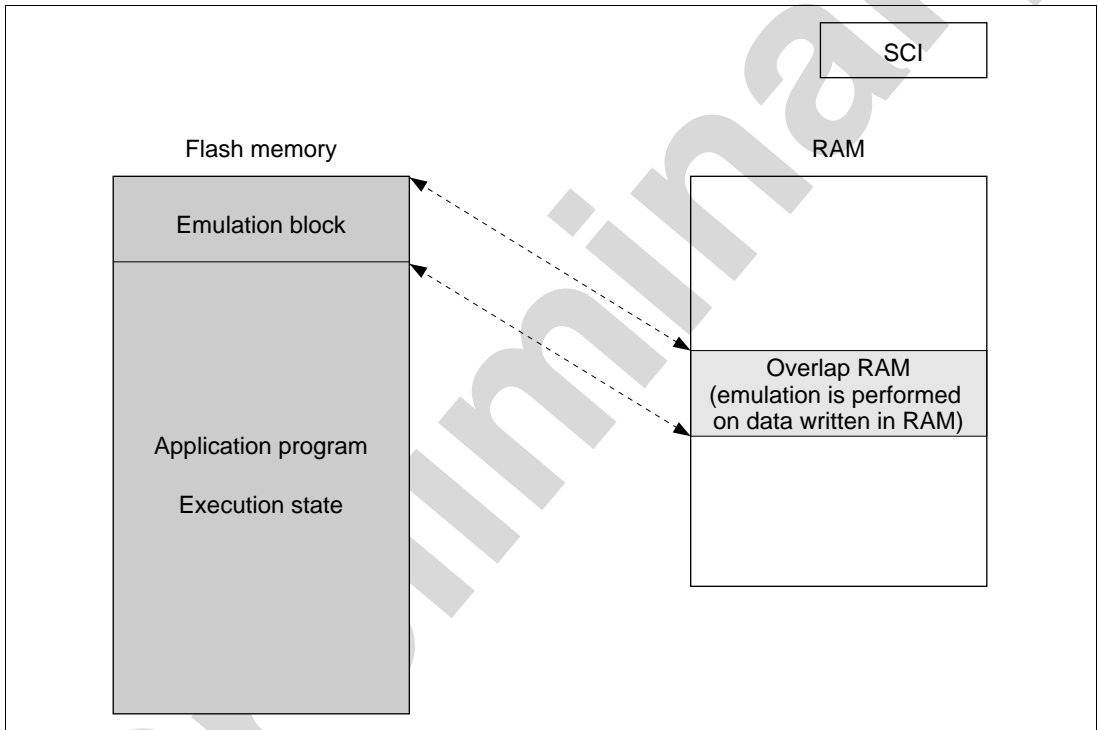 SCI
Flash memory
RAM
Emulation block
Overlap RAM
(emulation is performed
on data written in RAM)
Application program
Execution state